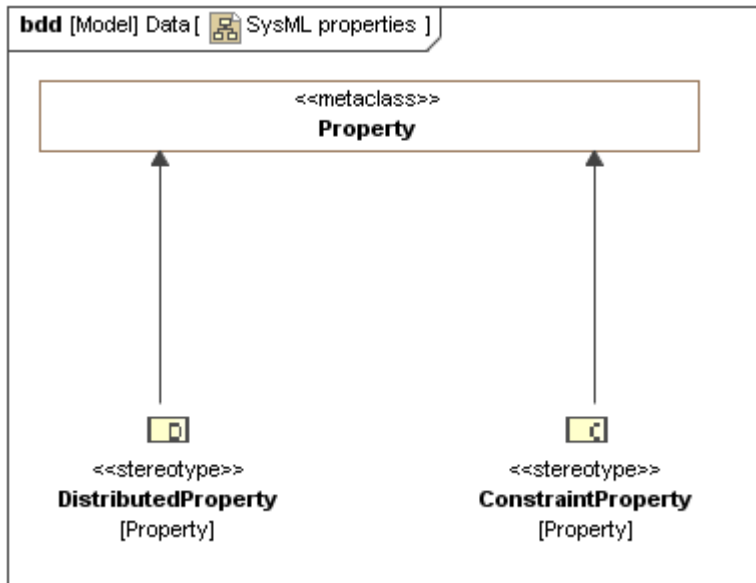 bdd [Model] Data [ SysML properties ]
<<metaclass>>
Property
D C
<<stereotype>> <<stereotype>>
DistributedProperty ConstraintProperty
[Property] [Property]